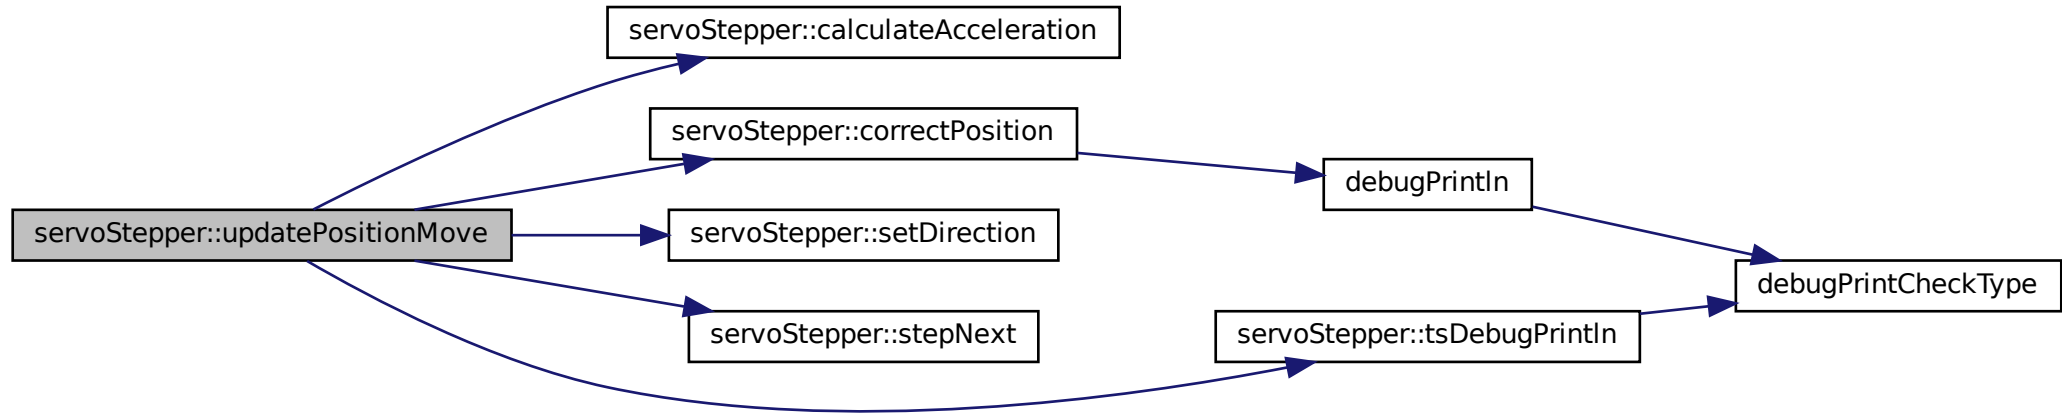 servoStepper::calculateAcceleration
servoStepper::correctPosition
debugPrintln
servoStepper::updatePositionMove
servoStepper::setDirection
debugPrintCheckType
servoStepper::stepNext
servoStepper::tsDebugPrintln